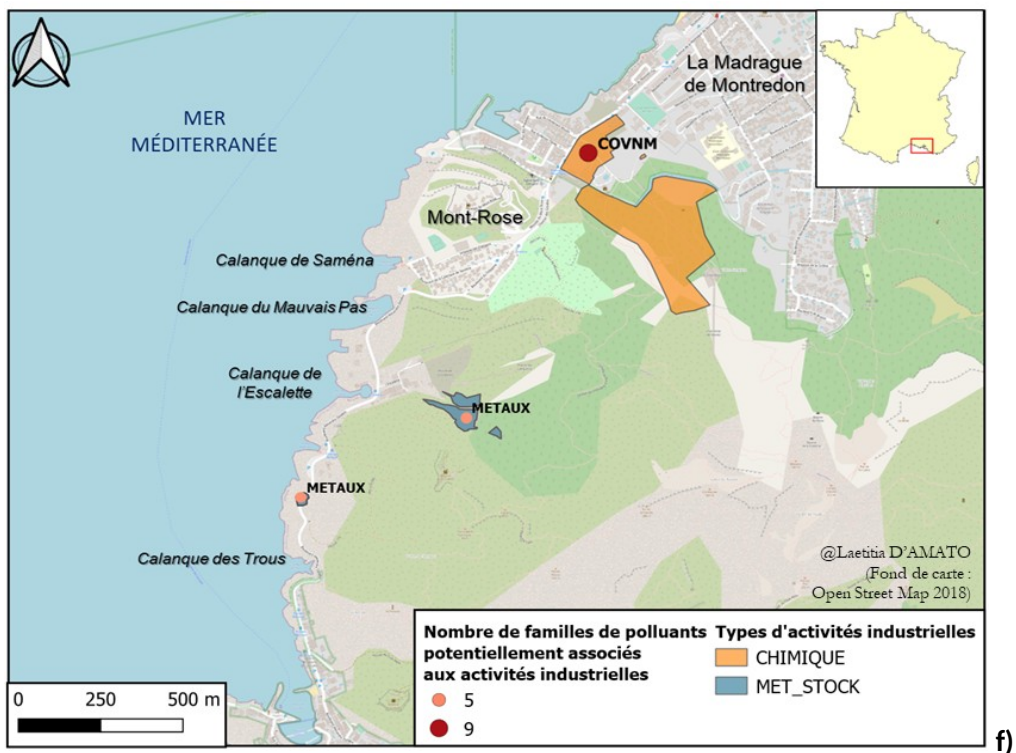 La Madrague
de Montredon
MER
MÉDITERRANÉE
COVNM
Mont-Rose
Calanque de Saména
Calanque du Mauvais Pas
Calanque de
l'Escalette
METAUX
METAUX
Calanque des Trous
@Laetitia D'AMATO
(Fond de carte :
Open Street Map 2018)
Nombre de familles de polluants
potentiellement associés
aux activités industrielles
5
9
Types d'activités industrielles
CHIMIQUE
MET_STOCK
0 250 500 m
f)